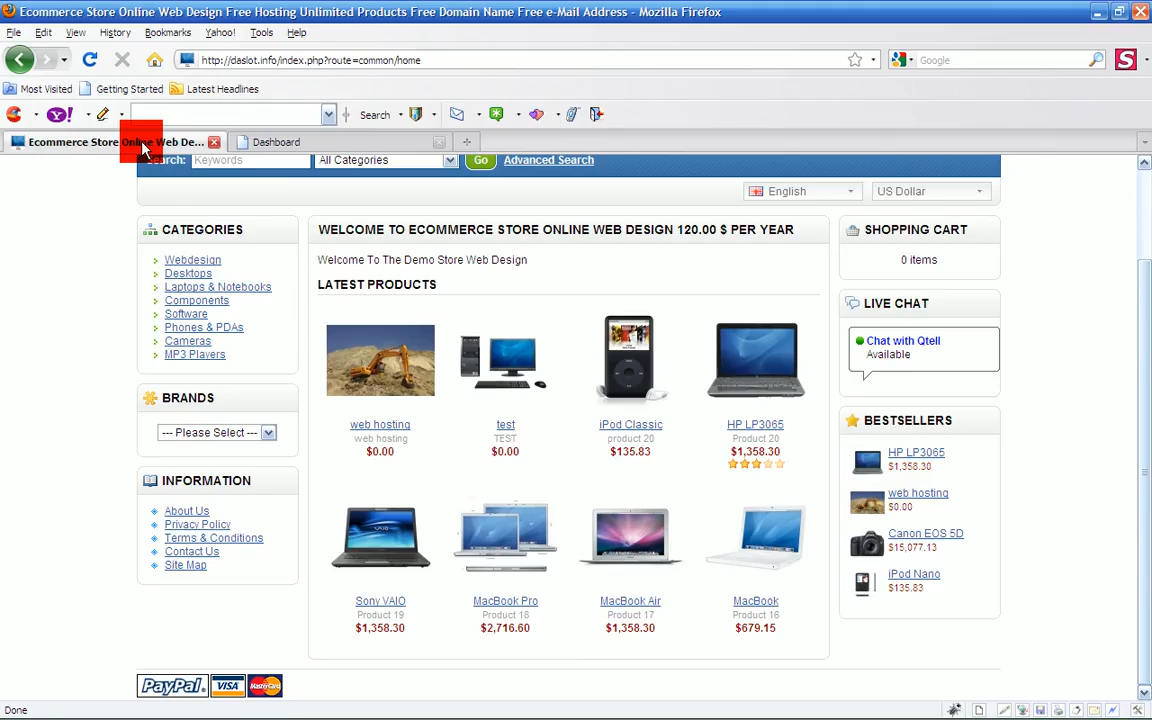 Ecommerce Store Online Web Design Free Hosting Unlimited Products Free Domain Name Free e-Mail Address - Mozilla Firefox
File Edit View History Bookmarks Yahoo! Tools Help
http://daslot.info/index.php?route=common/home
Google
S
Most Visited Getting Started Latest Headlines
Y! Search
Ecommerce Store Online Web De... Dashboard
Search: Keywords All Categories Go Advanced Search
English US Dollar
CATEGORIES
Webdesign
Desktops
Laptops & Notebooks
Components
Software
Phones & PDAs
Cameras
MP3 Players
BRANDS
--- Please Select ---
INFORMATION
About Us
Privacy Policy
Terms & Conditions
Contact Us
Site Map
WELCOME TO ECOMMERCE STORE ONLINE WEB DESIGN 120.00 $ PER YEAR
Welcome To The Demo Store Web Design
LATEST PRODUCTS
web hosting
web hosting
$0.00
test
TEST
$0.00
iPod Classic
product 20
$135.83
HP LP3065
Product 20
$1,358.30
Sony VAIO
Product 19
$1,358.30
MacBook Pro
Product 18
$2,716.60
MacBook Air
Product 17
$1,358.30
MacBook
Product 16
$679.15
SHOPPING CART
0 items
LIVE CHAT
Chat with Qtell
Available
BESTSELLERS
HP LP3065
$1,358.30
web hosting
$0.00
Canon EOS 5D
$15,077.13
iPod Nano
$135.83
PayPal VISA MasterCard
Done